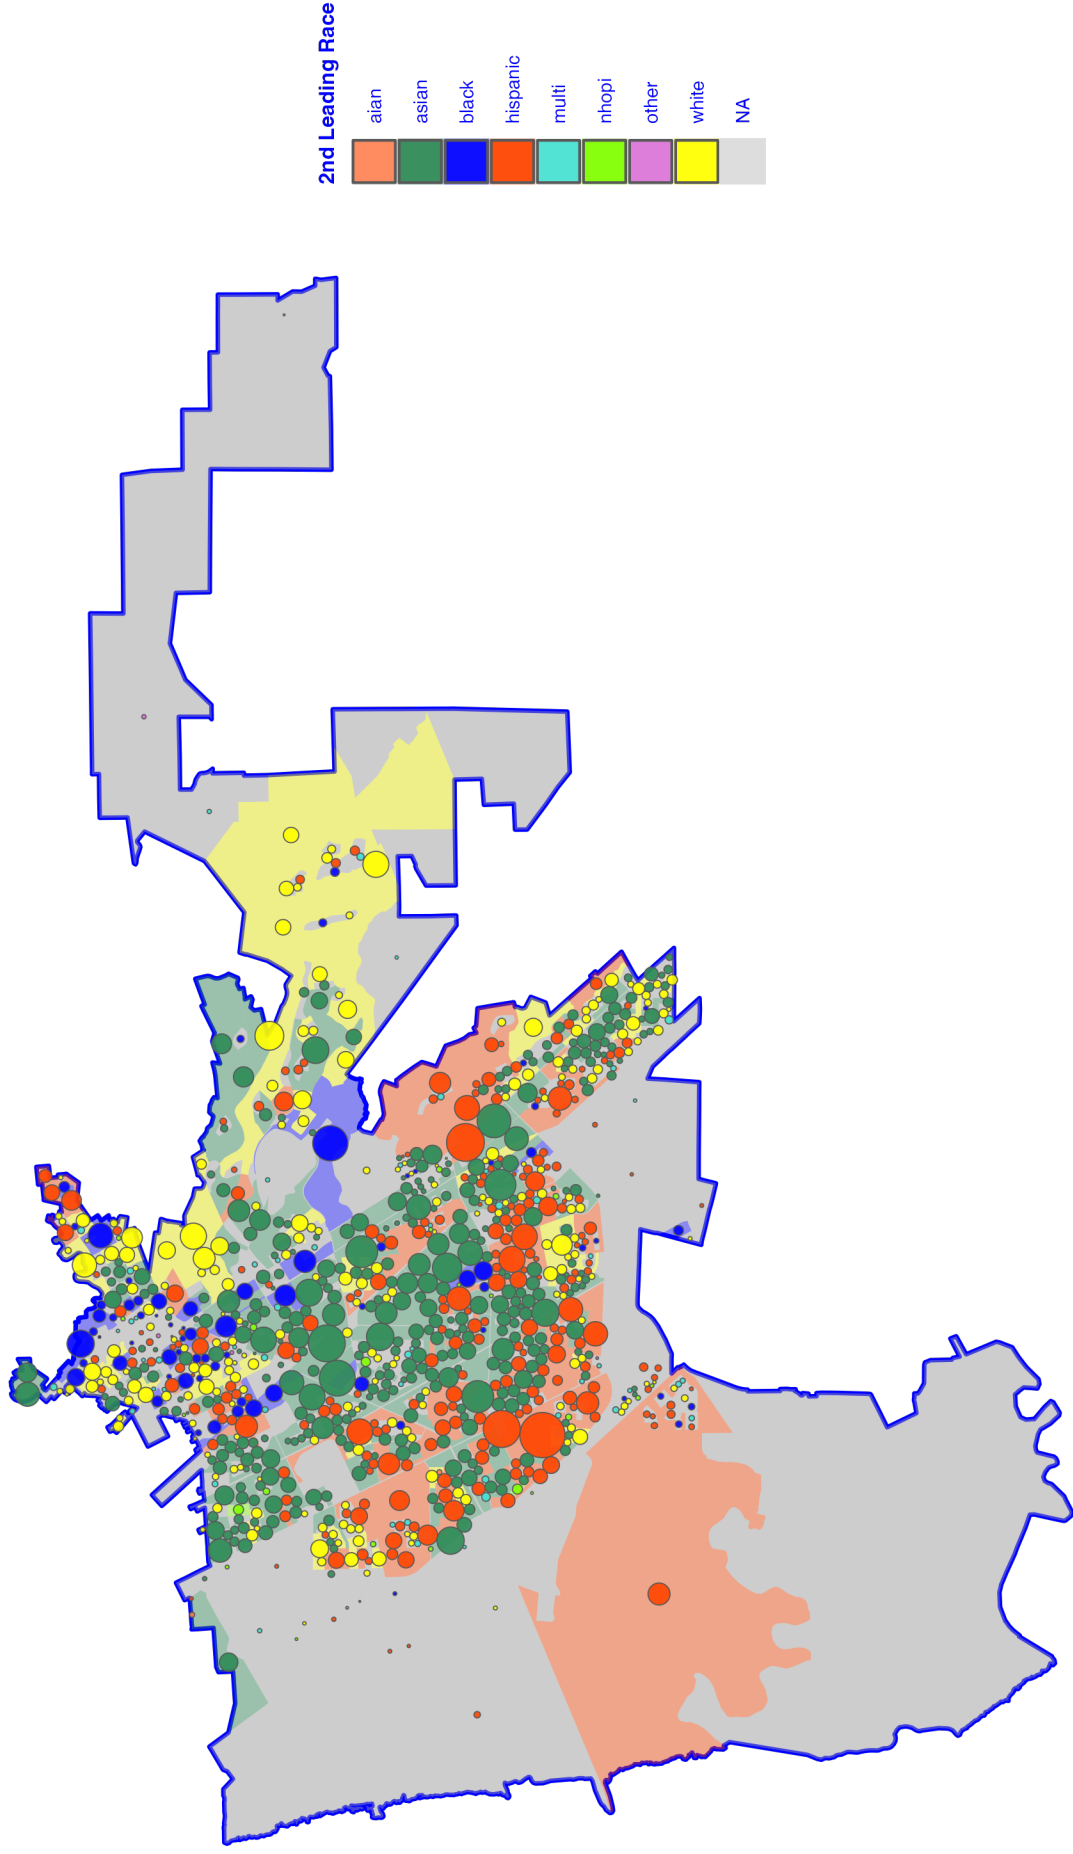 2nd Leading Race
aian
asian
black
hispanic
multi
nhopi
other
white
NA